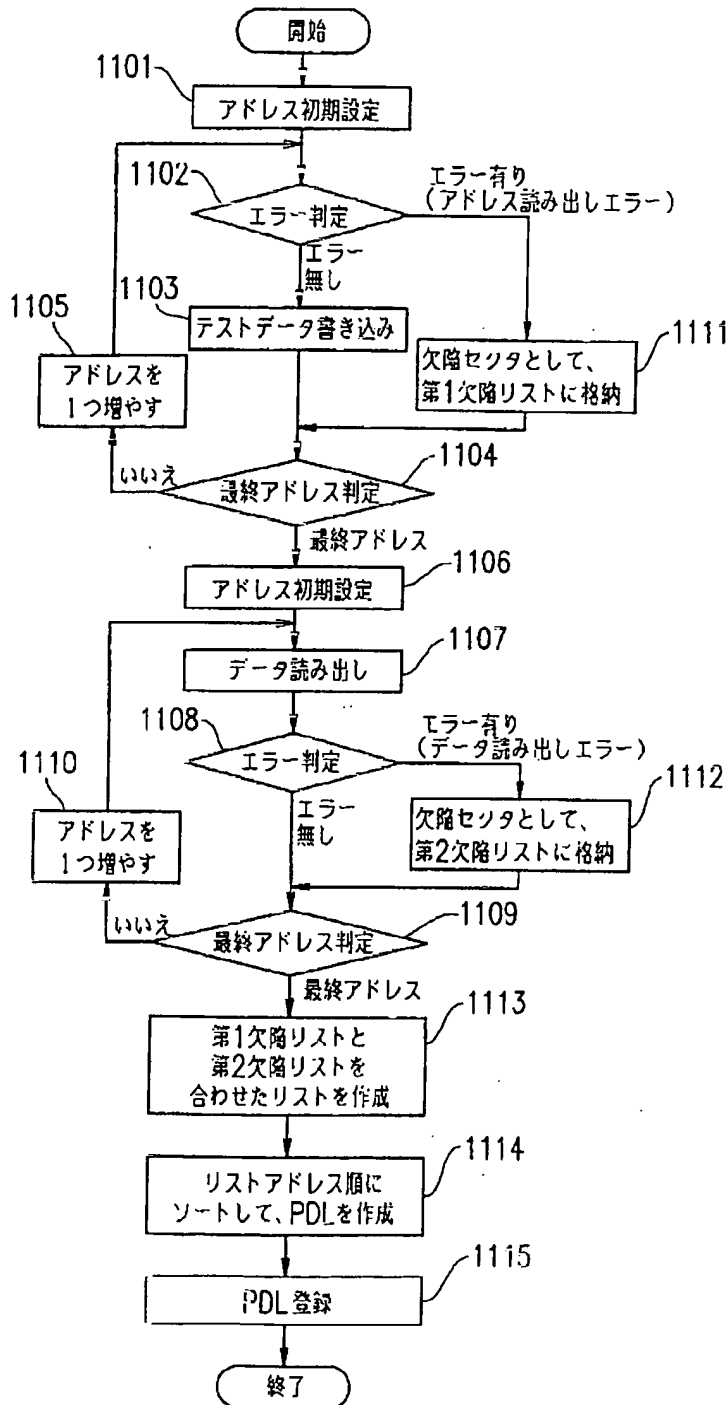 開始
1101
アドレス初期設定
1102
エラー判定
エラー有り
(アドレス読み出しエラー)
エラー
無し
1103
テストデータ書き込み
1105
アドレスを
1つ増やす
1111
欠陥セクタとして、
第1欠陥リストに格納
1104
いいえ
最終アドレス判定
最終アドレス
1106
アドレス初期設定
1107
データ読み出し
1108
エラー判定
エラー有り
(データ読み出しエラー)
エラー
無し
1110
アドレスを
1つ増やす
1112
欠陥セクタとして、
第2欠陥リストに格納
1109
いいえ
最終アドレス判定
最終アドレス
1113
第1欠陥リストと
第2欠陥リストを
合わせたリストを作成
1114
リストアドレス順に
ソートして、PDLを作成
1115
PDL登録
終了